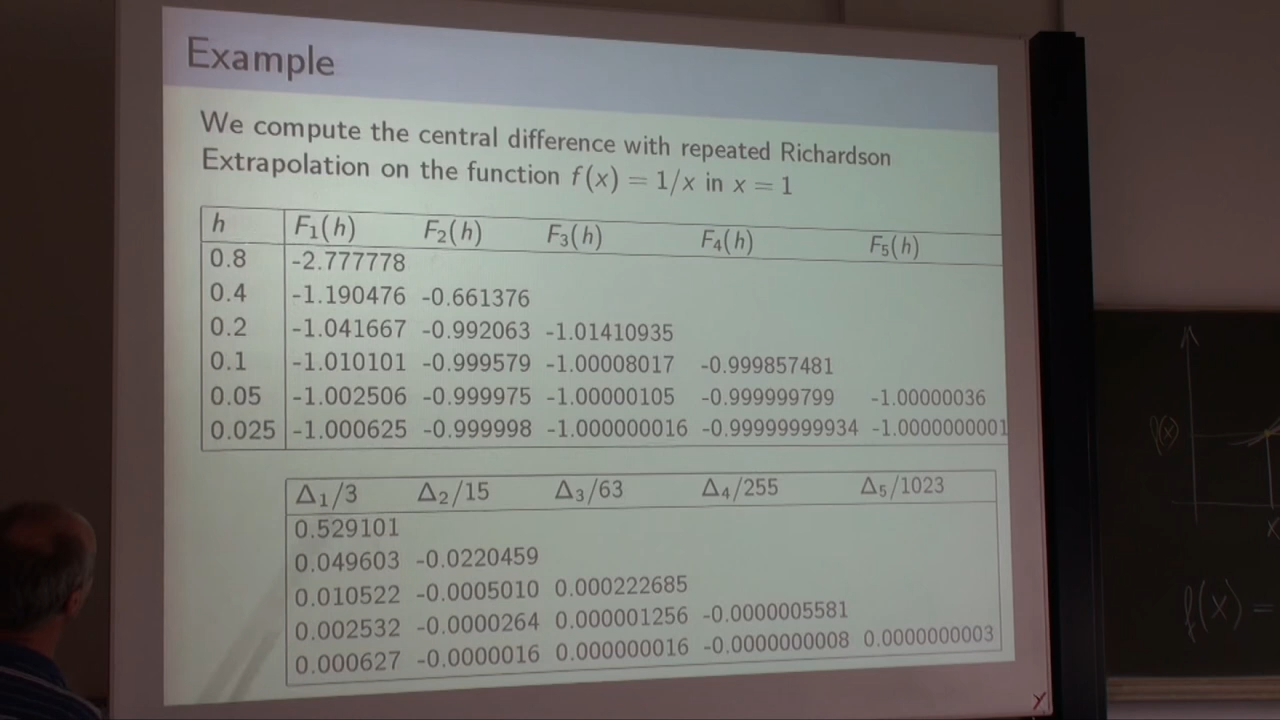 Example
We compute the central difference with repeated Richardson
Extrapolation on the function f(x) = 1/x in x = 1
h F₁(h) F₂(h) F₃(h) F₄(h) F₅(h)
0.8 -2.777778
0.4 -1.190476 -0.661376
0.2 -1.041667 -0.992063 -1.01410935
0.1 -1.010101 -0.999579 -1.00008017 -0.999857481
0.05 -1.002506 -0.999975 -1.00000105 -0.999999799 -1.00000036
0.025 -1.000625 -0.999998 -1.000000016 -0.99999999934 -1.0000000001
Δ₁/3 Δ₂/15 Δ₃/63 Δ₄/255 Δ₅/1023
0.529101
0.049603 -0.0220459
0.010522 -0.0005010 0.000222685
0.002532 -0.0000264 0.000001256 -0.0000005581
0.000627 -0.0000016 0.000000016 -0.0000000008 0.0000000003
f(x)
x
f(x) =